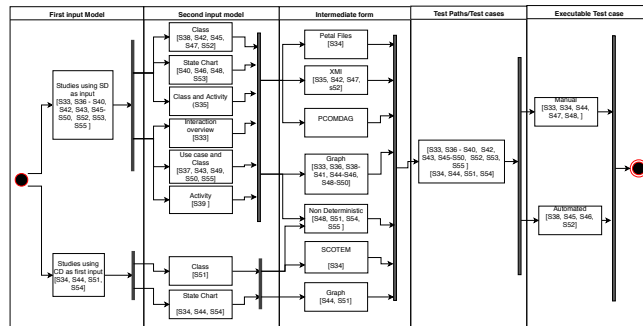 First input Model
Second input model
Intermediate form
Test Paths/Test cases
Executable Test case
Studies using SD as
input
[S33, S36 - S40,
S42, S43, S45-
S50, S52, S53,
S55 ]
Studies using
CD as first input
[S34, S44, S51,
S54]
Class
[S38, S42, S45,
S47, S52]
State Chart
[S40, S46, S48,
S53]
Class and Activity
(S35]
Interaction
overview
[S33]
Use case and
Class
[S37, S43, S49,
S50, S55]
Activity
[S39 ]
Class
[S51]
State Chart
[S34, S44, S54]
Petal Files
[S34]
XMI
[S35, S42, S47,
s52]
PCOMDAG
Graph
[S33, S36, S38-
S41, S44-S46,
S48-S50]
Non Deterministic
[S48, S51, S54,
S55 ]
SCOTEM
[S34]
Graph
[S44, S51]
[S33, S36 - S40, S42,
S43, S45-S50, S52, S53,
S55 ]
[S34, S44, S51, S54]
Manual
[S33, S34, S44,
S47, S48, ]
Automated
[S38, S45, S46,
S52]